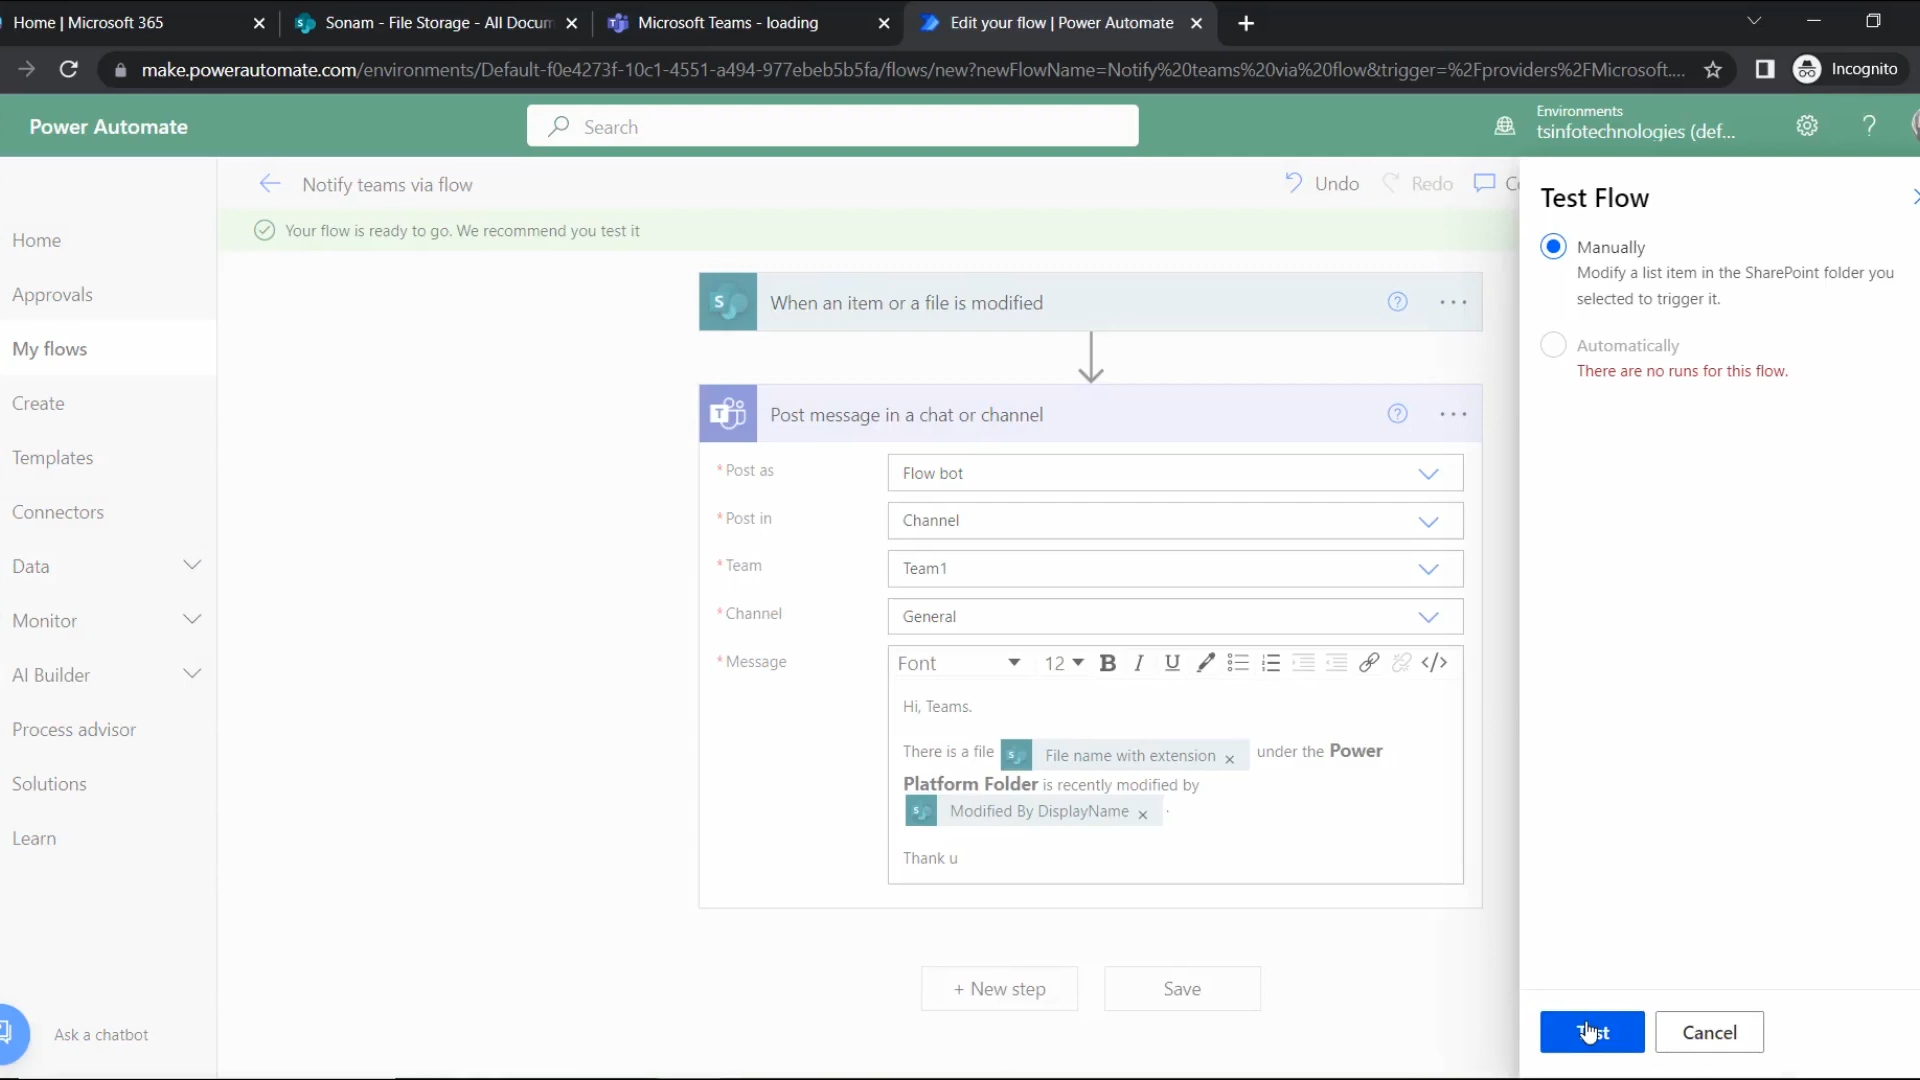 Home | Microsoft 365
Sonam - File Storage - All Docum
Microsoft Teams - loading
Edit your flow | Power Automate
make.powerautomate.com/environments/Default-f0e4273f-10c1-4551-a494-977ebeb5b5fa/flows/new?newFlowName=Notify%20teams%20via%20flow&trigger=%2Fproviders%2FMicrosoft....
Incognito
Power Automate
Search
Environments
tsinfotechnologies (def...
Notify teams via flow
Undo
Redo
Test Flow
Your flow is ready to go. We recommend you test it
Home
Approvals
My flows
Create
Templates
Connectors
Data
Monitor
AI Builder
Process advisor
Solutions
Learn
Ask a chatbot
When an item or a file is modified
Post message in a chat or channel
*Post as
Flow bot
*Post in
Channel
*Team
Team1
*Channel
General
*Message
Font
12
B I U
</>
Hi, Teams.
There is a file File name with extension × under the Power
Platform Folder is recently modified by
Modified By DisplayName × .
Thank u
+ New step
Save
Manually
Modify a list item in the SharePoint folder you
selected to trigger it.
Automatically
There are no runs for this flow.
Cancel